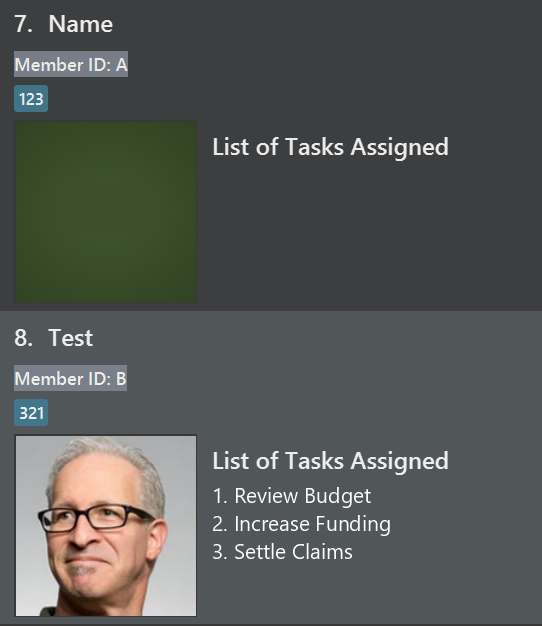 7. Name
Member ID: A
123
List of Tasks Assigned
8. Test
Member ID: B
321
List of Tasks Assigned
1. Review Budget
2. Increase Funding
3. Settle Claims